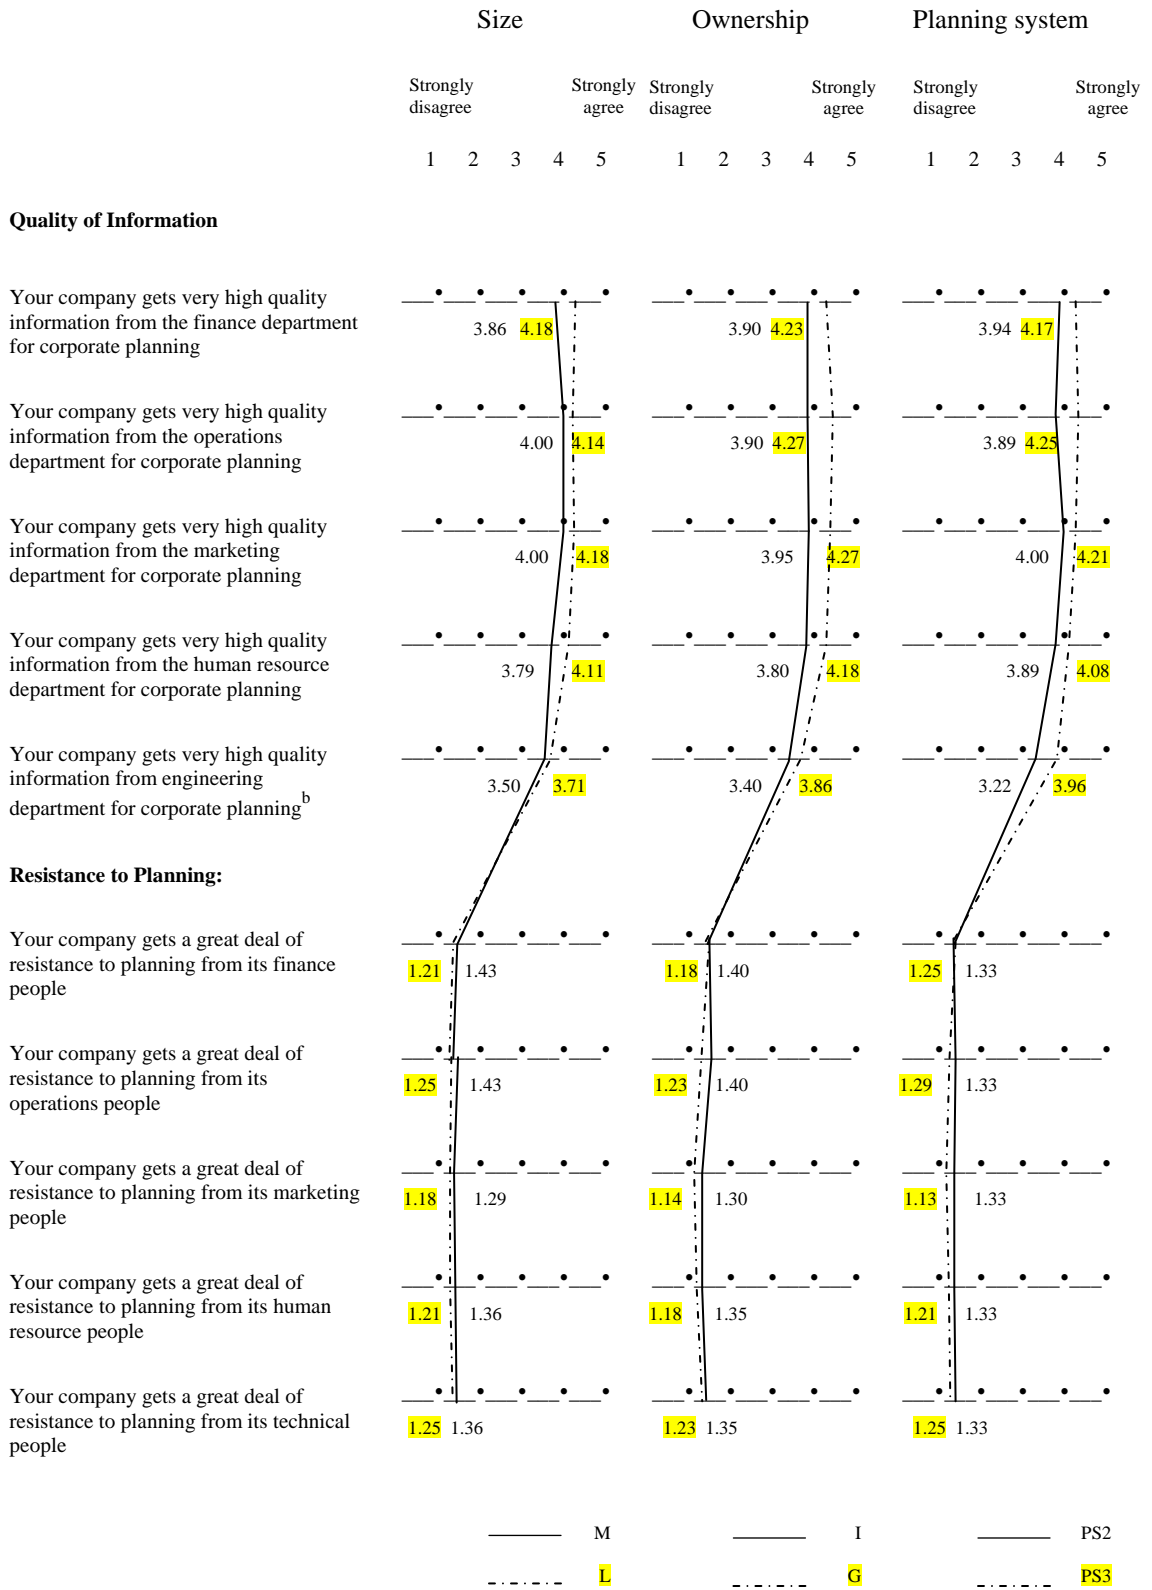 Size Ownership Planning system
Strongly disagree Strongly agree Strongly disagree Strongly agree Strongly disagree Strongly agree
1 2 3 4 5 1 2 3 4 5 1 2 3 4 5
Quality of Information
Your company gets very high quality
information from the finance department
for corporate planning
3.86 4.18 3.90 4.23 3.94 4.17
Your company gets very high quality
information from the operations
department for corporate planning
4.00 4.14 3.90 4.27 3.89 4.25
Your company gets very high quality
information from the marketing
department for corporate planning
4.00 4.18 3.95 4.27 4.00 4.21
Your company gets very high quality
information from the human resource
department for corporate planning
3.79 4.11 3.80 4.18 3.89 4.08
Your company gets very high quality
information from engineering
department for corporate planning b
3.50 3.71 3.40 3.86 3.22 3.96
Resistance to Planning:
Your company gets a great deal of
resistance to planning from its finance
people
1.21 1.43 1.18 1.40 1.25 1.33
Your company gets a great deal of
resistance to planning from its
operations people
1.25 1.43 1.23 1.40 1.29 1.33
Your company gets a great deal of
resistance to planning from its marketing
people
1.18 1.29 1.14 1.30 1.13 1.33
Your company gets a great deal of
resistance to planning from its human
resource people
1.21 1.36 1.18 1.35 1.21 1.33
Your company gets a great deal of
resistance to planning from its technical
people
1.25 1.36 1.23 1.35 1.25 1.33
M I PS2
L G PS3